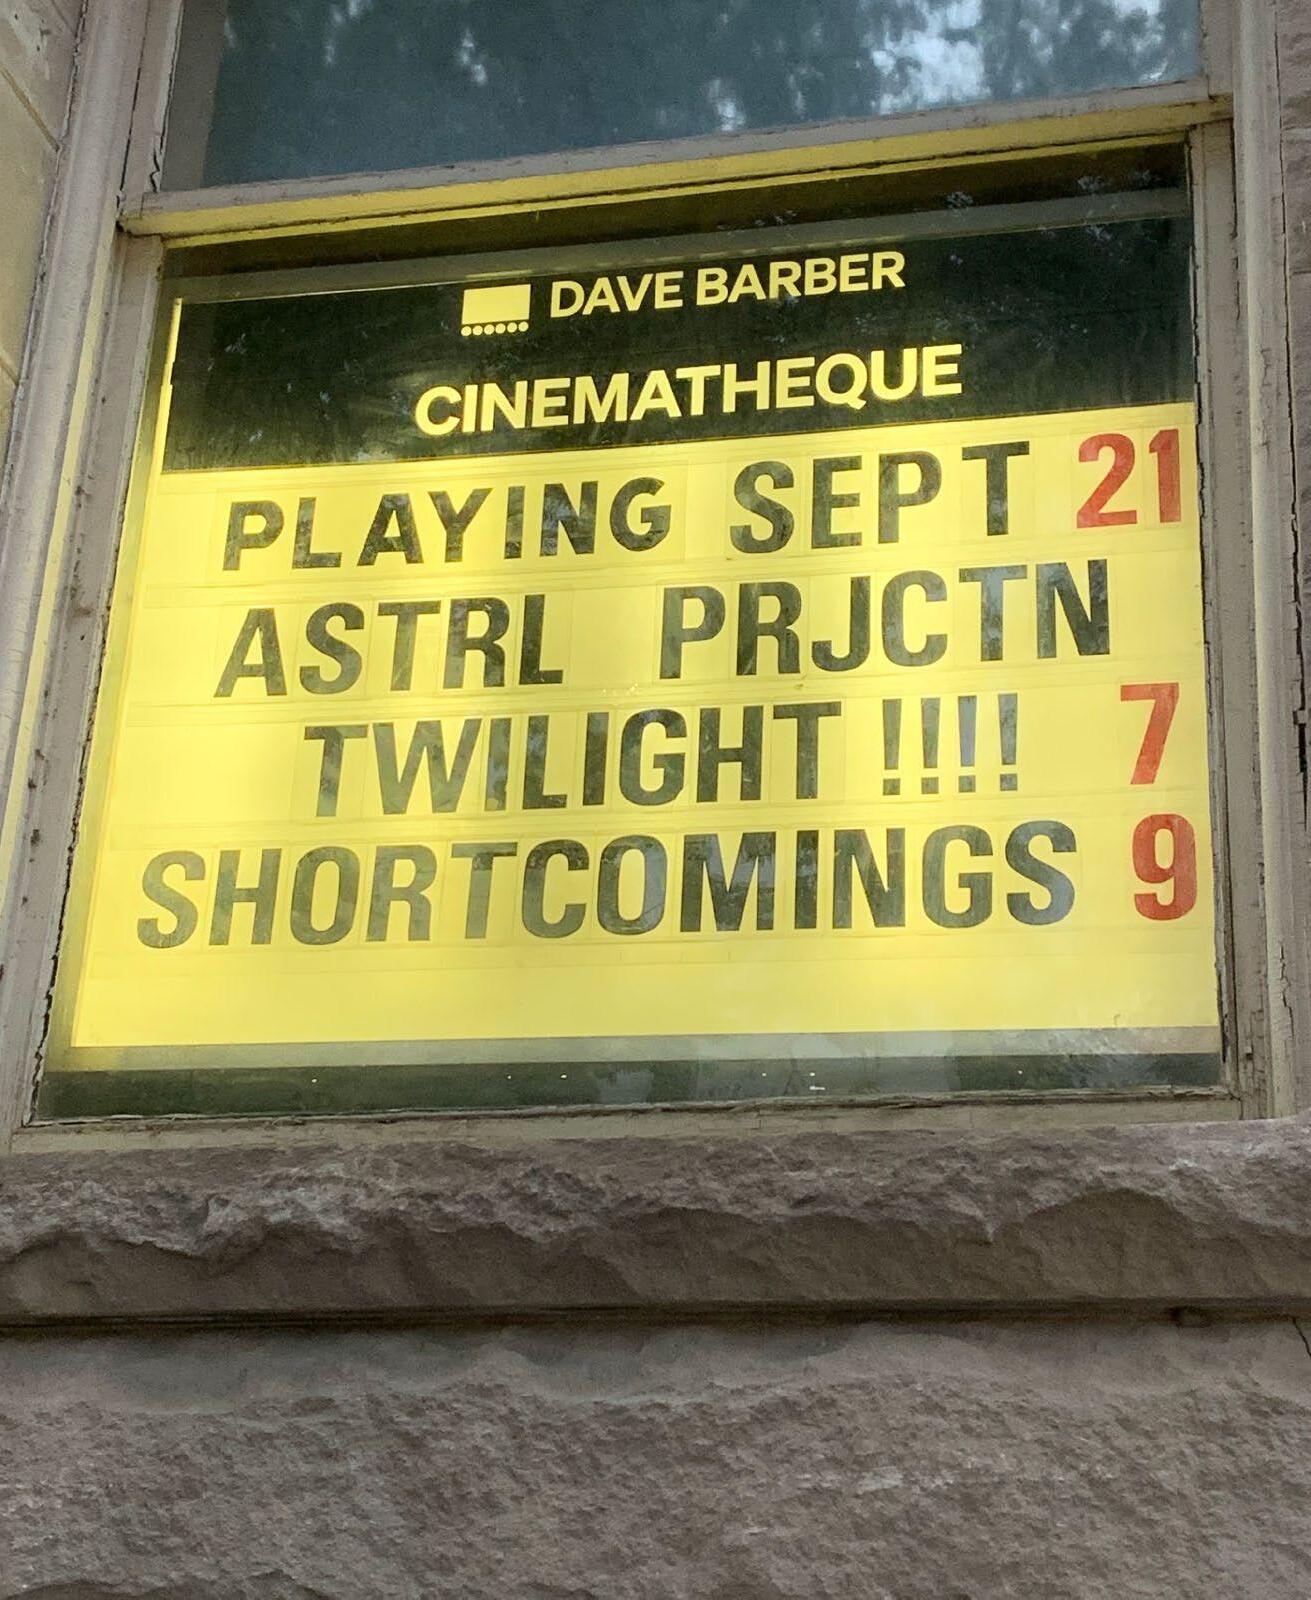 DAVE BARBER
CINEMATHEQUE
PLAYING SEPT 21
ASTRL PRJCTN
TWILIGHT !!!! 7
SHORTCOMINGS 9